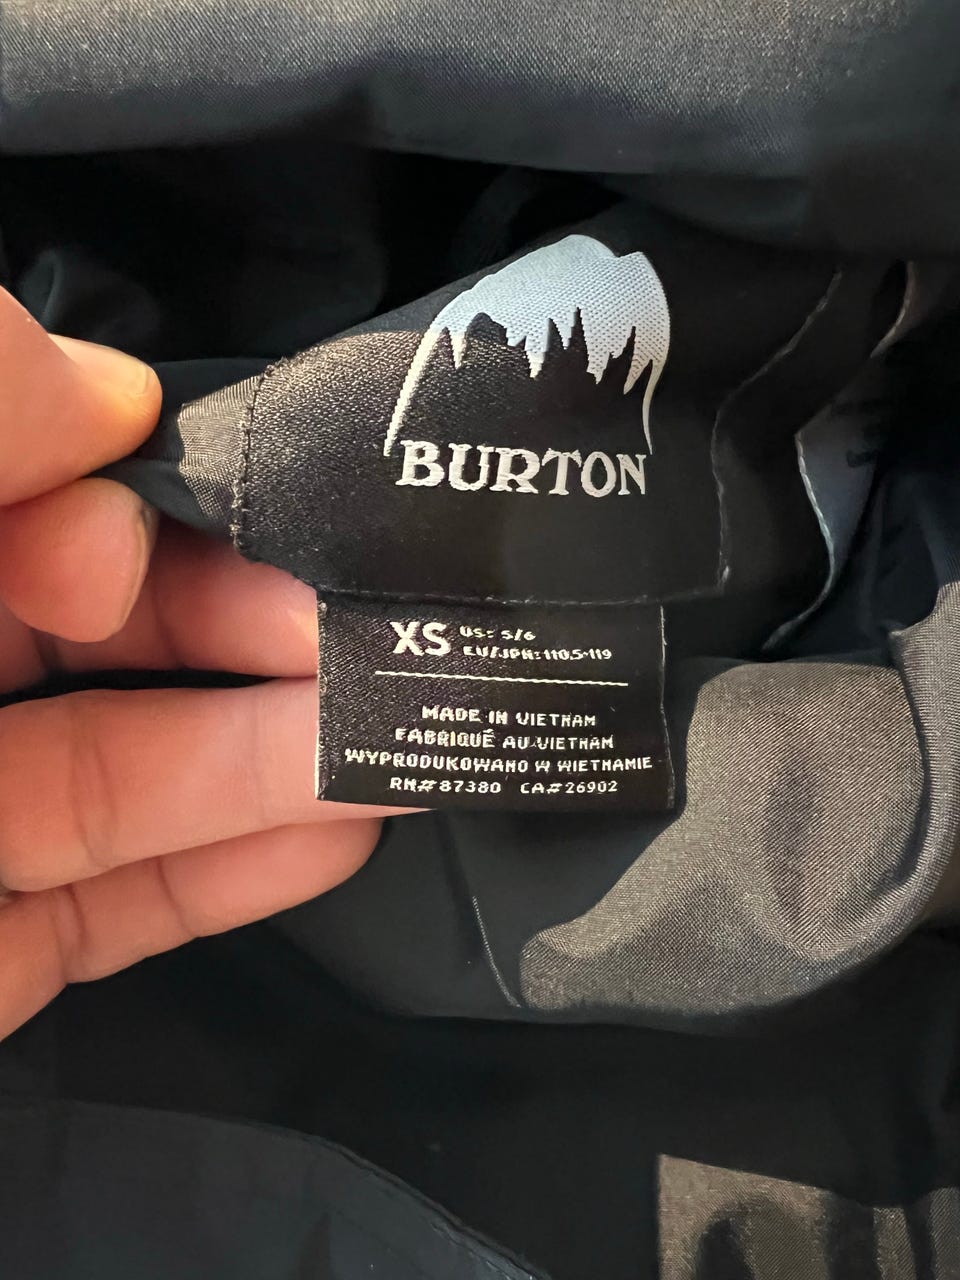 BURTON
XS US: 5/6
EU/JPN: 110,5-119
MADE IN VIETNAM
FABRIQUÉ AU VIETNAM
WYPRODUKOWANO W WIETNAMIE
RN#87380 CA#26902